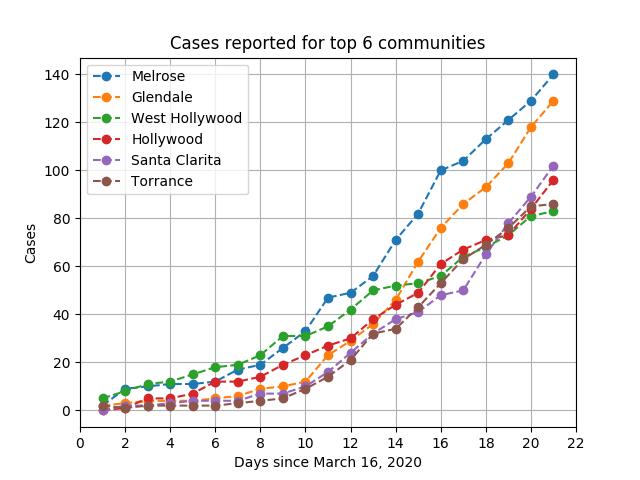 Cases reported for top 6 communities
140
120
100
80
60
40
20
0
Cases
Melrose
Glendale
West Hollywood
Hollywood
Santa Clarita
Torrance
0 2 4 6 8 10 12 14 16 18 20 22
Days since March 16, 2020